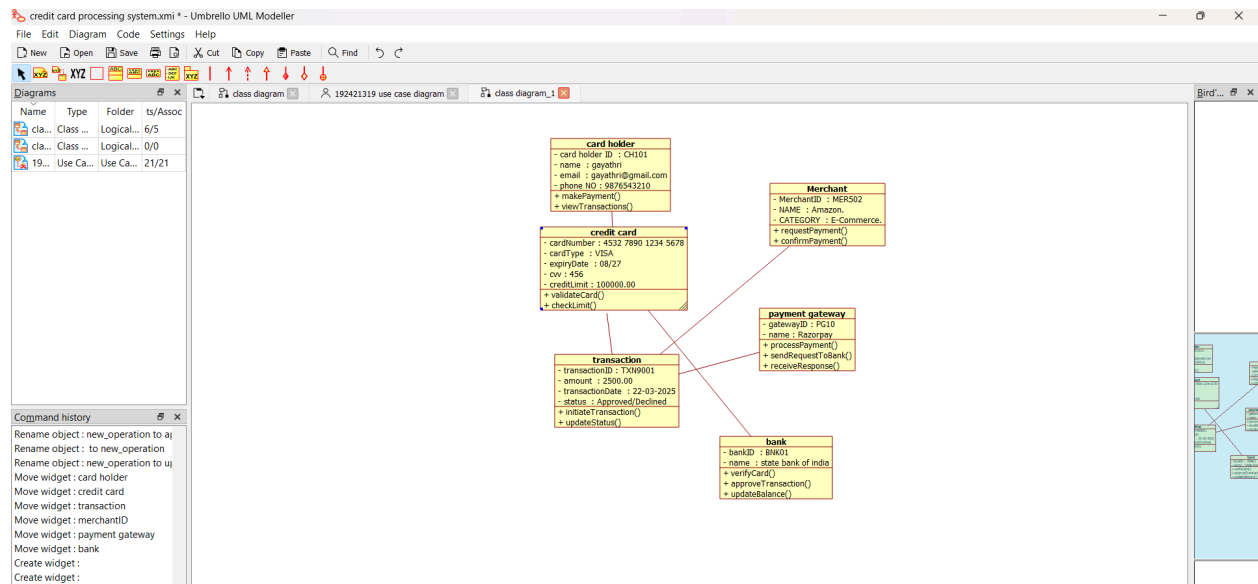 credit card processing system.xmi * - Umbrello UML Modeller
File Edit Diagram Code Settings Help
New Open Save Cut Copy Paste Find
XYZ
Diagrams
Name Type Folder ts/Assoc
cla... Class ... Logical... 6/5
cla... Class ... Logical... 0/0
19... Use Ca... Use Ca... 21/21
Command history
Rename object : new_operation to
Rename object : to new_operation
Rename object : new_operation to
Move widget : card holder
Move widget : credit card
Move widget : transaction
Move widget : merchantID
Move widget : payment gateway
Move widget : bank
Create widget :
Create widget :
class diagram
192421319 use case diagram
class diagram_1
card holder
- card holder ID : CH101
- name : gayathri
- email : gayathri@gmail.com
- phone NO : 9876543210
+ makePayment()
+ viewTransactions()
Merchant
- MerchantID : MER502
- NAME : Amazon.
- CATEGORY : E-Commerce.
+ requestPayment()
+ confirmPayment()
credit card
- cardNumber : 4532 7890 1234 5678
- cardType : VISA
- expiryDate : 08/27
- cvv : 456
- creditLimit : 100000.00
+ validateCard()
+ checkLimit()
payment gateway
- gatewayID : PG10
- name : Razorpay
+ processPayment()
+ sendRequestToBank()
+ receiveResponse()
transaction
- transactionID : TXN9001
- amount : 2500.00
- transactionDate : 22-03-2025
- status : Approved/Declined
+ initiateTransaction()
+ updateStatus()
bank
- bankID : BNK01
- name : state bank of india
+ verifyCard()
+ approveTransaction()
+ updateBalance()
Bird'...